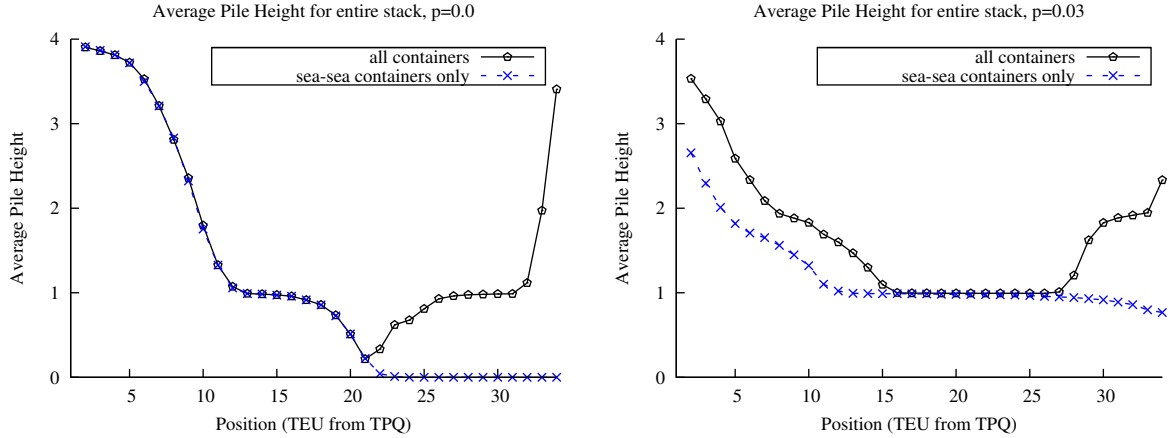 Average Pile Height for entire stack, p=0.0
all containers
sea-sea containers only
Average Pile Height
4
3
2
1
0
5 10 15 20 25 30
Position (TEU from TPQ)
Average Pile Height for entire stack, p=0.03
all containers
sea-sea containers only
Average Pile Height
4
3
2
1
0
5 10 15 20 25 30
Position (TEU from TPQ)